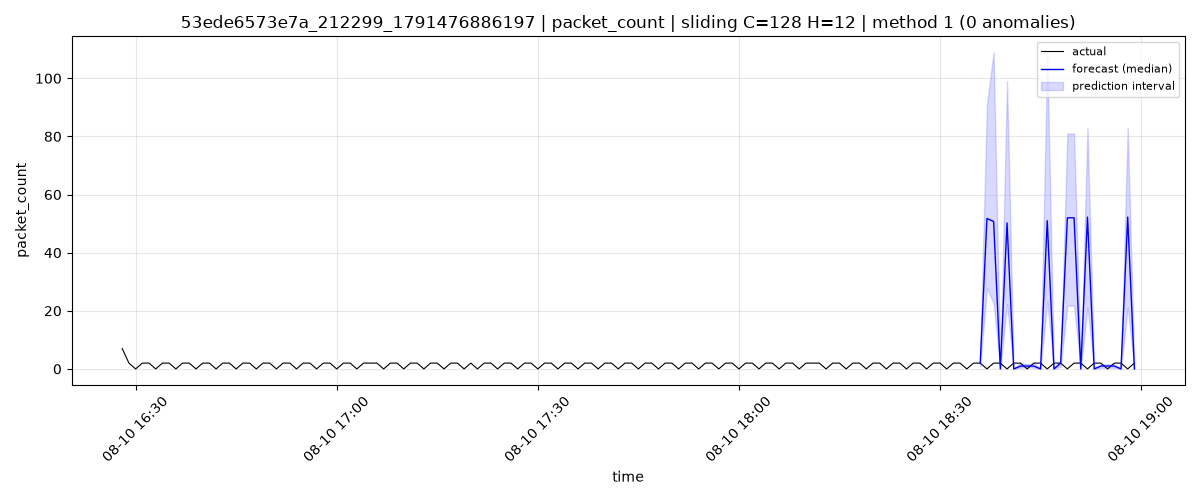 53ede6573e7a_212299_1791476886197 | packet_count | sliding C=128 H=12 | method 1 (0 anomalies)
actual
forecast (median)
prediction interval
packet_count
100
80
60
40
20
0
08-10 16:30
08-10 17:00
08-10 17:30
08-10 18:00
08-10 18:30
08-10 19:00
time